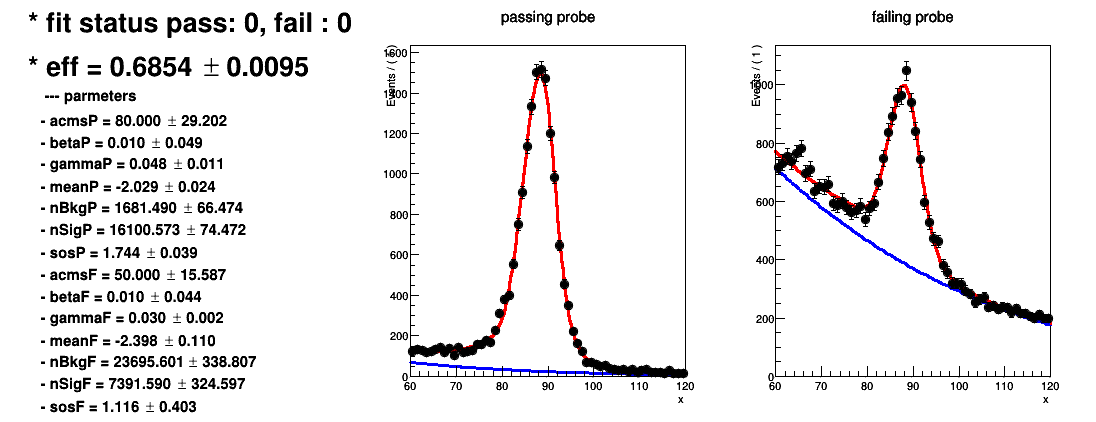 * fit status pass: 0, fail : 0
* eff = 0.6854 ± 0.0095
--- parmeters
- acmsP = 80.000 ± 29.202
- betaP = 0.010 ± 0.049
- gammaP = 0.048 ± 0.011
- meanP = -2.029 ± 0.024
- nBkgP = 1681.490 ± 66.474
- nSigP = 16100.573 ± 74.472
- sosP = 1.744 ± 0.039
- acmsF = 50.000 ± 15.587
- betaF = 0.010 ± 0.044
- gammaF = 0.030 ± 0.002
- meanF = -2.398 ± 0.110
- nBkgF = 23695.601 ± 338.807
- nSigF = 7391.590 ± 324.597
- sosF = 1.116 ± 0.403
passing probe
Events / ( 1 )
1600
1400
1200
1000
800
600
400
200
0
60 70 80 90 100 110 120
x
failing probe
Events / ( 1 )
1000
800
600
400
200
0
60 70 80 90 100 110 120
x